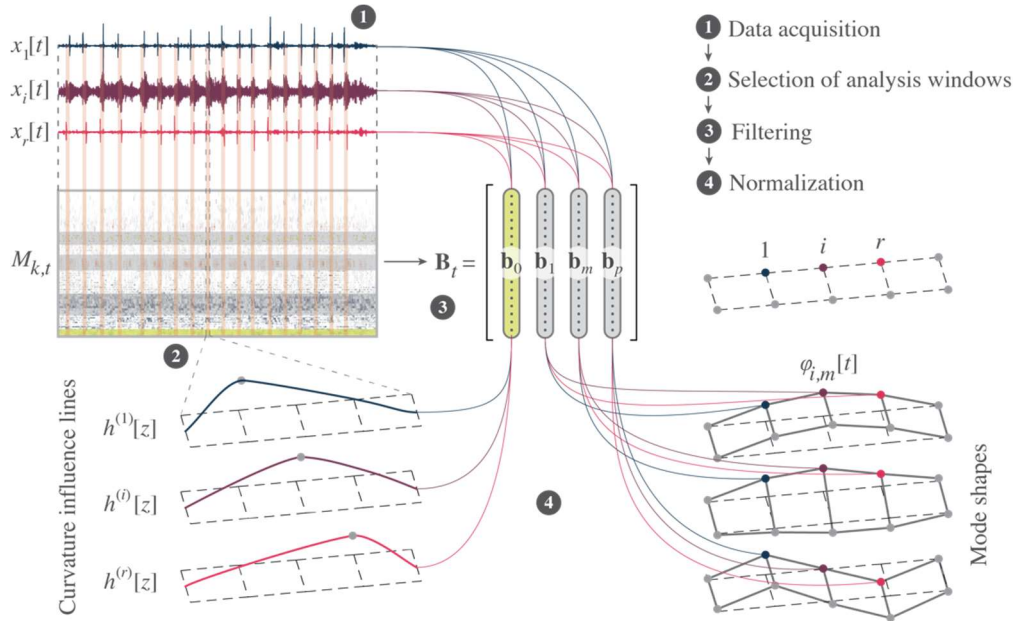 1
x₁[t]
xᵢ[t]
xᵣ[t]
1 Data acquisition
2 Selection of analysis windows
3 Filtering
4 Normalization
Mₖ,ₜ
Bₜ =
b₀ b₁ bₘ bₚ
3
1 i r
2
φᵢ,ₘ[t]
h⁽¹⁾[z]
h⁽ⁱ⁾[z]
h⁽ʳ⁾[z]
Curvature influence lines
4
Mode shapes